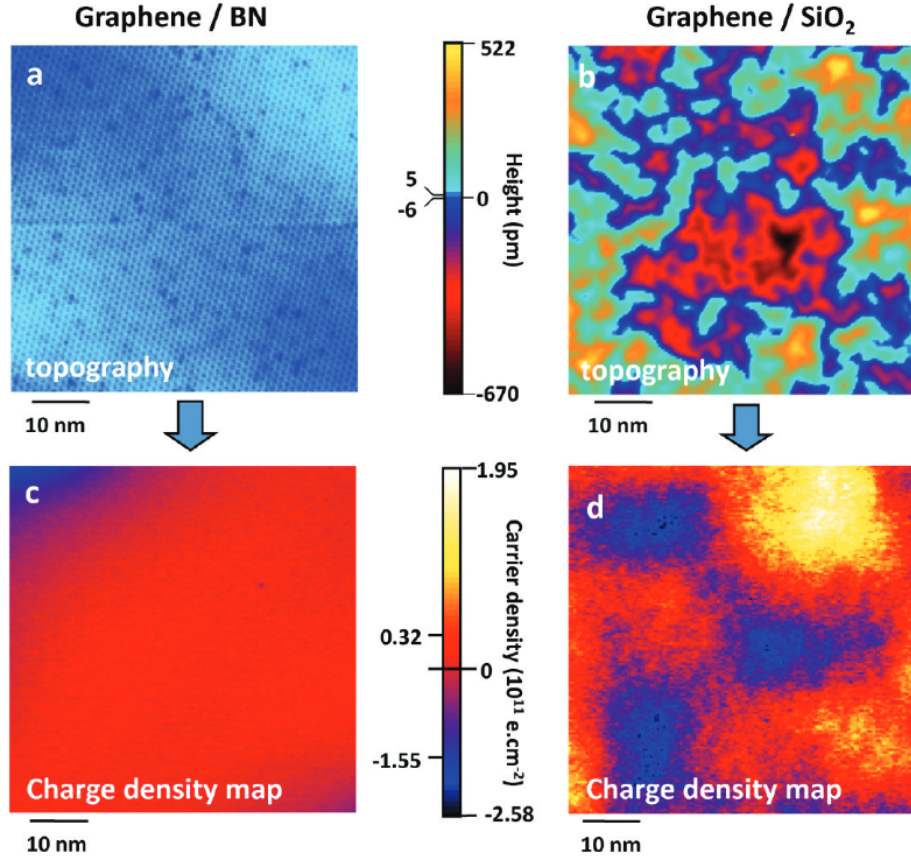 Graphene / BN
Graphene / SiO₂
a
topography
10 nm
522
5
-6
0
-670
Height (pm)
b
topography
10 nm
c
Charge density map
10 nm
1.95
0.32
0
-1.55
-2.58
Carrier density (10¹¹ e.cm⁻²)
d
Charge density map
10 nm